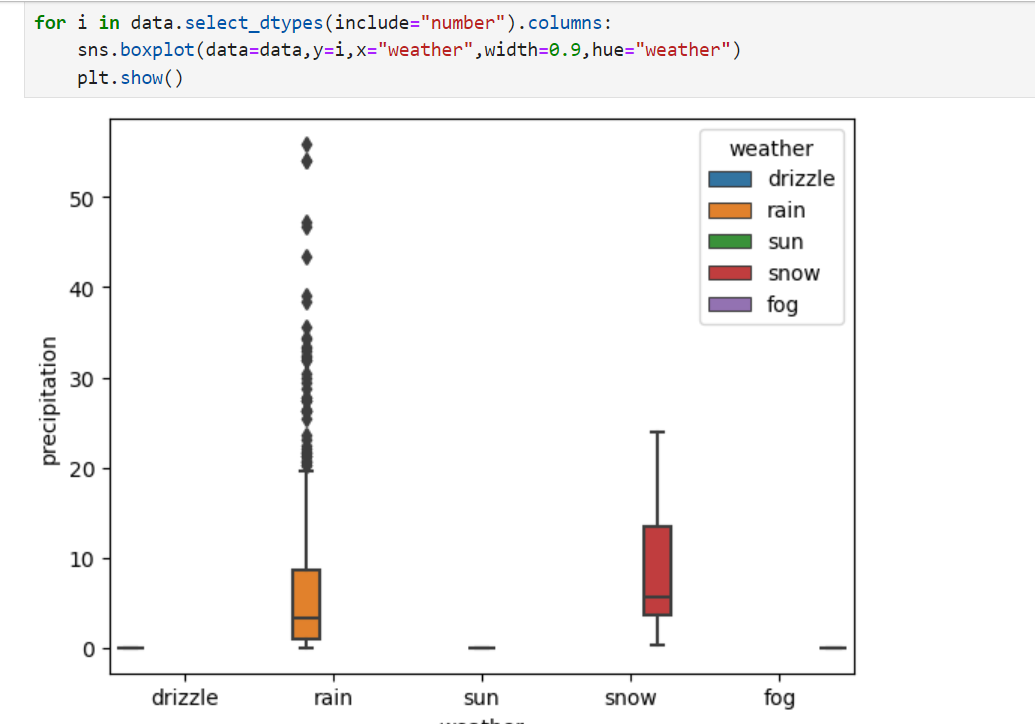 for i in data.select_dtypes(include="number").columns:
    sns.boxplot(data=data,y=i,x="weather",width=0.9,hue="weather")
    plt.show()
weather
drizzle
rain
sun
snow
fog
precipitation
50
40
30
20
10
0
drizzle rain sun snow fog
weather